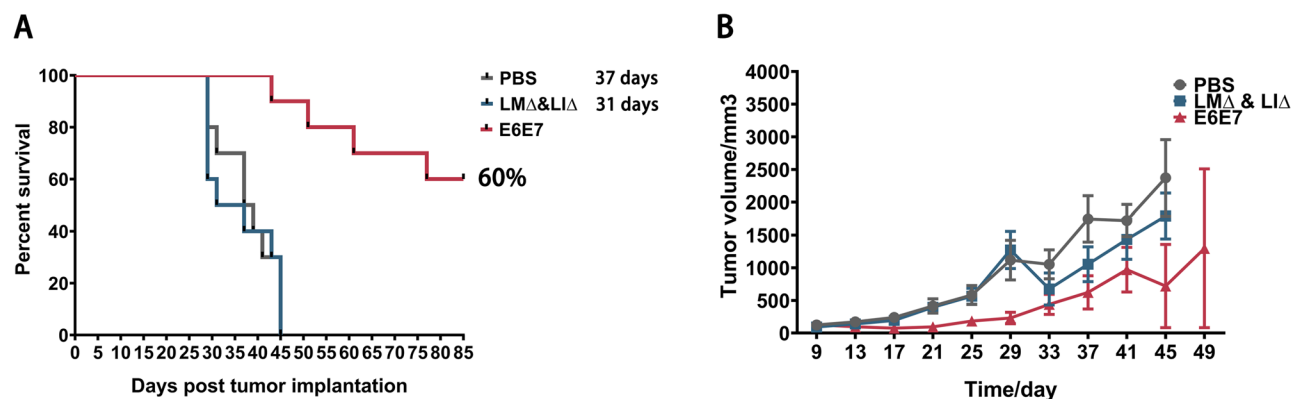 A
Percent survival
100
80
60
40
20
0
0 5 10 15 20 25 30 35 40 45 50 55 60 65 70 75 80 85
Days post tumor implantation
PBS 37 days
LMΔ&LIΔ 31 days
E6E7
60%
B
Tumor volume/mm3
4000
3500
3000
2500
2000
1500
1000
500
0
9 13 17 21 25 29 33 37 41 45 49
Time/day
PBS
LMΔ & LIΔ
E6E7